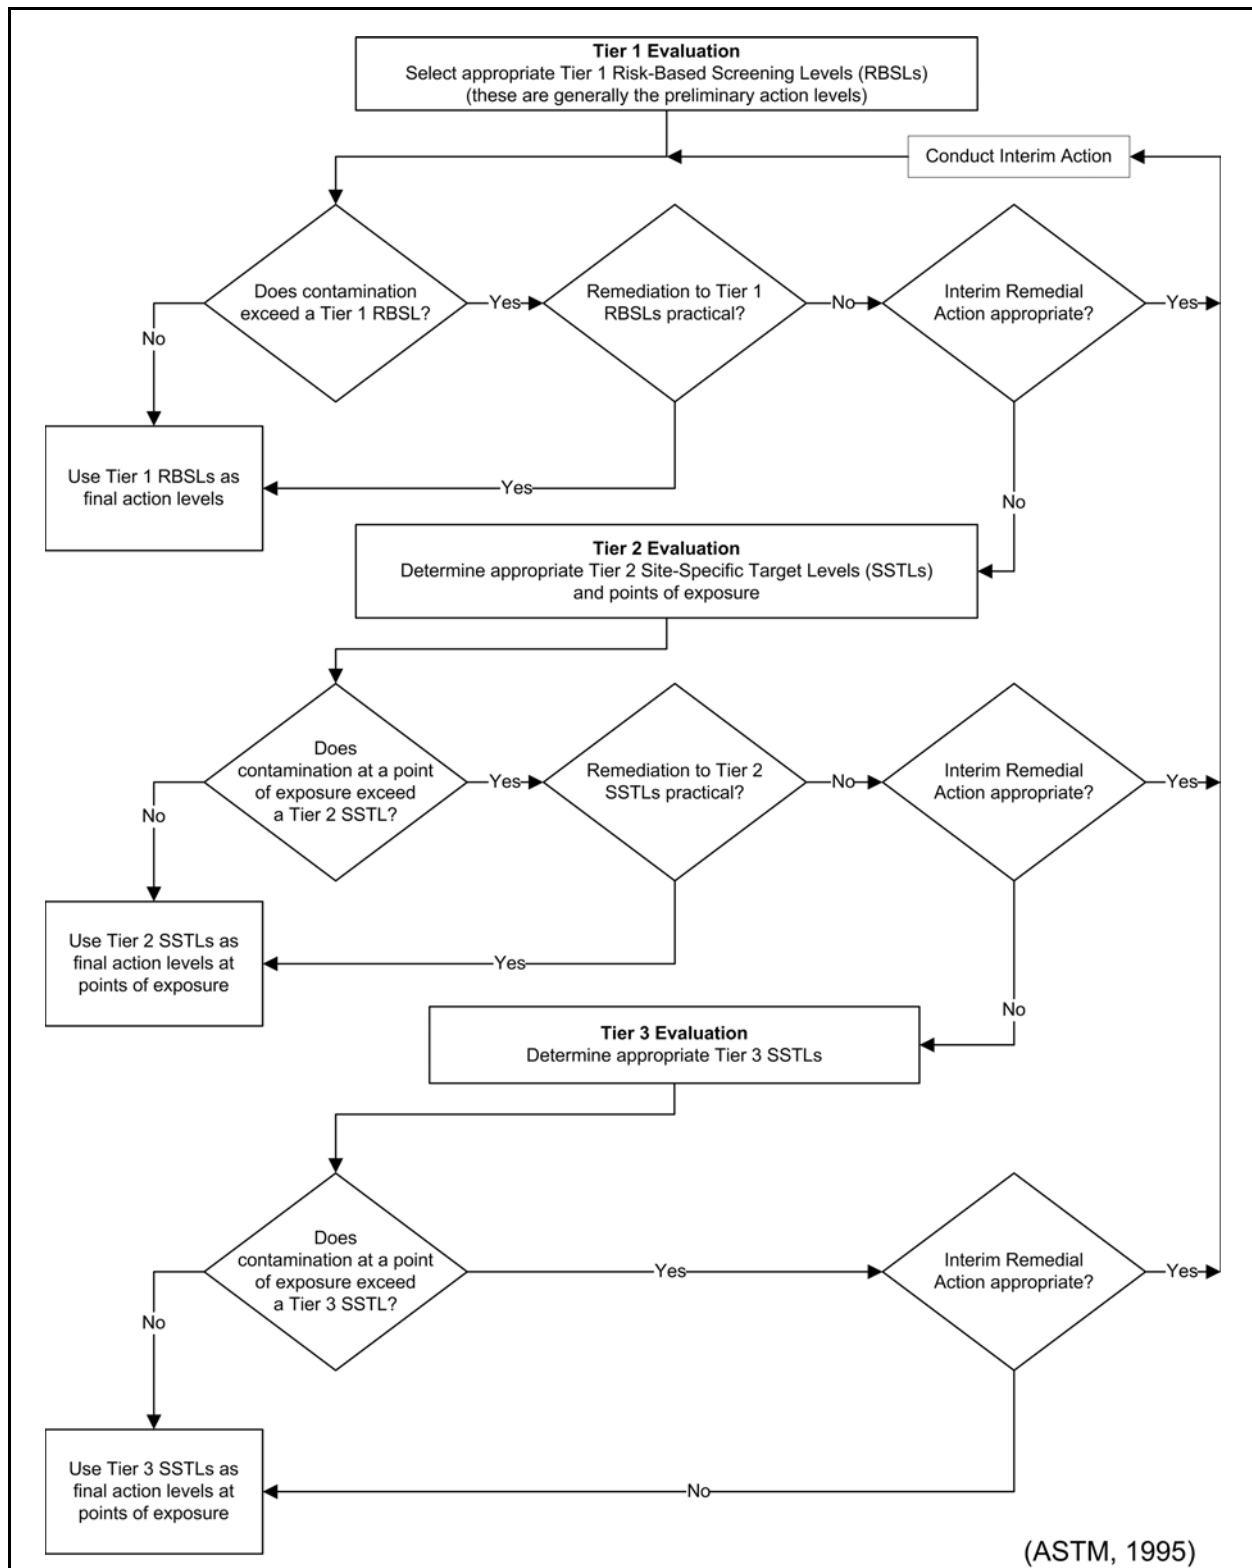 Tier 1 Evaluation
Select appropriate Tier 1 Risk-Based Screening Levels (RBSLs)
(these are generally the preliminary action levels)
Conduct Interim Action
Does contamination
exceed a Tier 1 RBSL?
Yes
Remediation to Tier 1
RBSLs practical?
No
Interim Remedial
Action appropriate?
Yes
No
Use Tier 1 RBSLs as
final action levels
Yes
No
Tier 2 Evaluation
Determine appropriate Tier 2 Site-Specific Target Levels (SSTLs)
and points of exposure
Does
contamination at a point
of exposure exceed
a Tier 2 SSTL?
Yes
Remediation to Tier 2
SSTLs practical?
No
Interim Remedial
Action appropriate?
Yes
No
Use Tier 2 SSTLs as
final action levels at
points of exposure
Yes
No
Tier 3 Evaluation
Determine appropriate Tier 3 SSTLs
Does
contamination at a point
of exposure exceed
a Tier 3 SSTL?
Yes
Interim Remedial
Action appropriate?
Yes
No
Use Tier 3 SSTLs as
final action levels at
points of exposure
No
(ASTM, 1995)